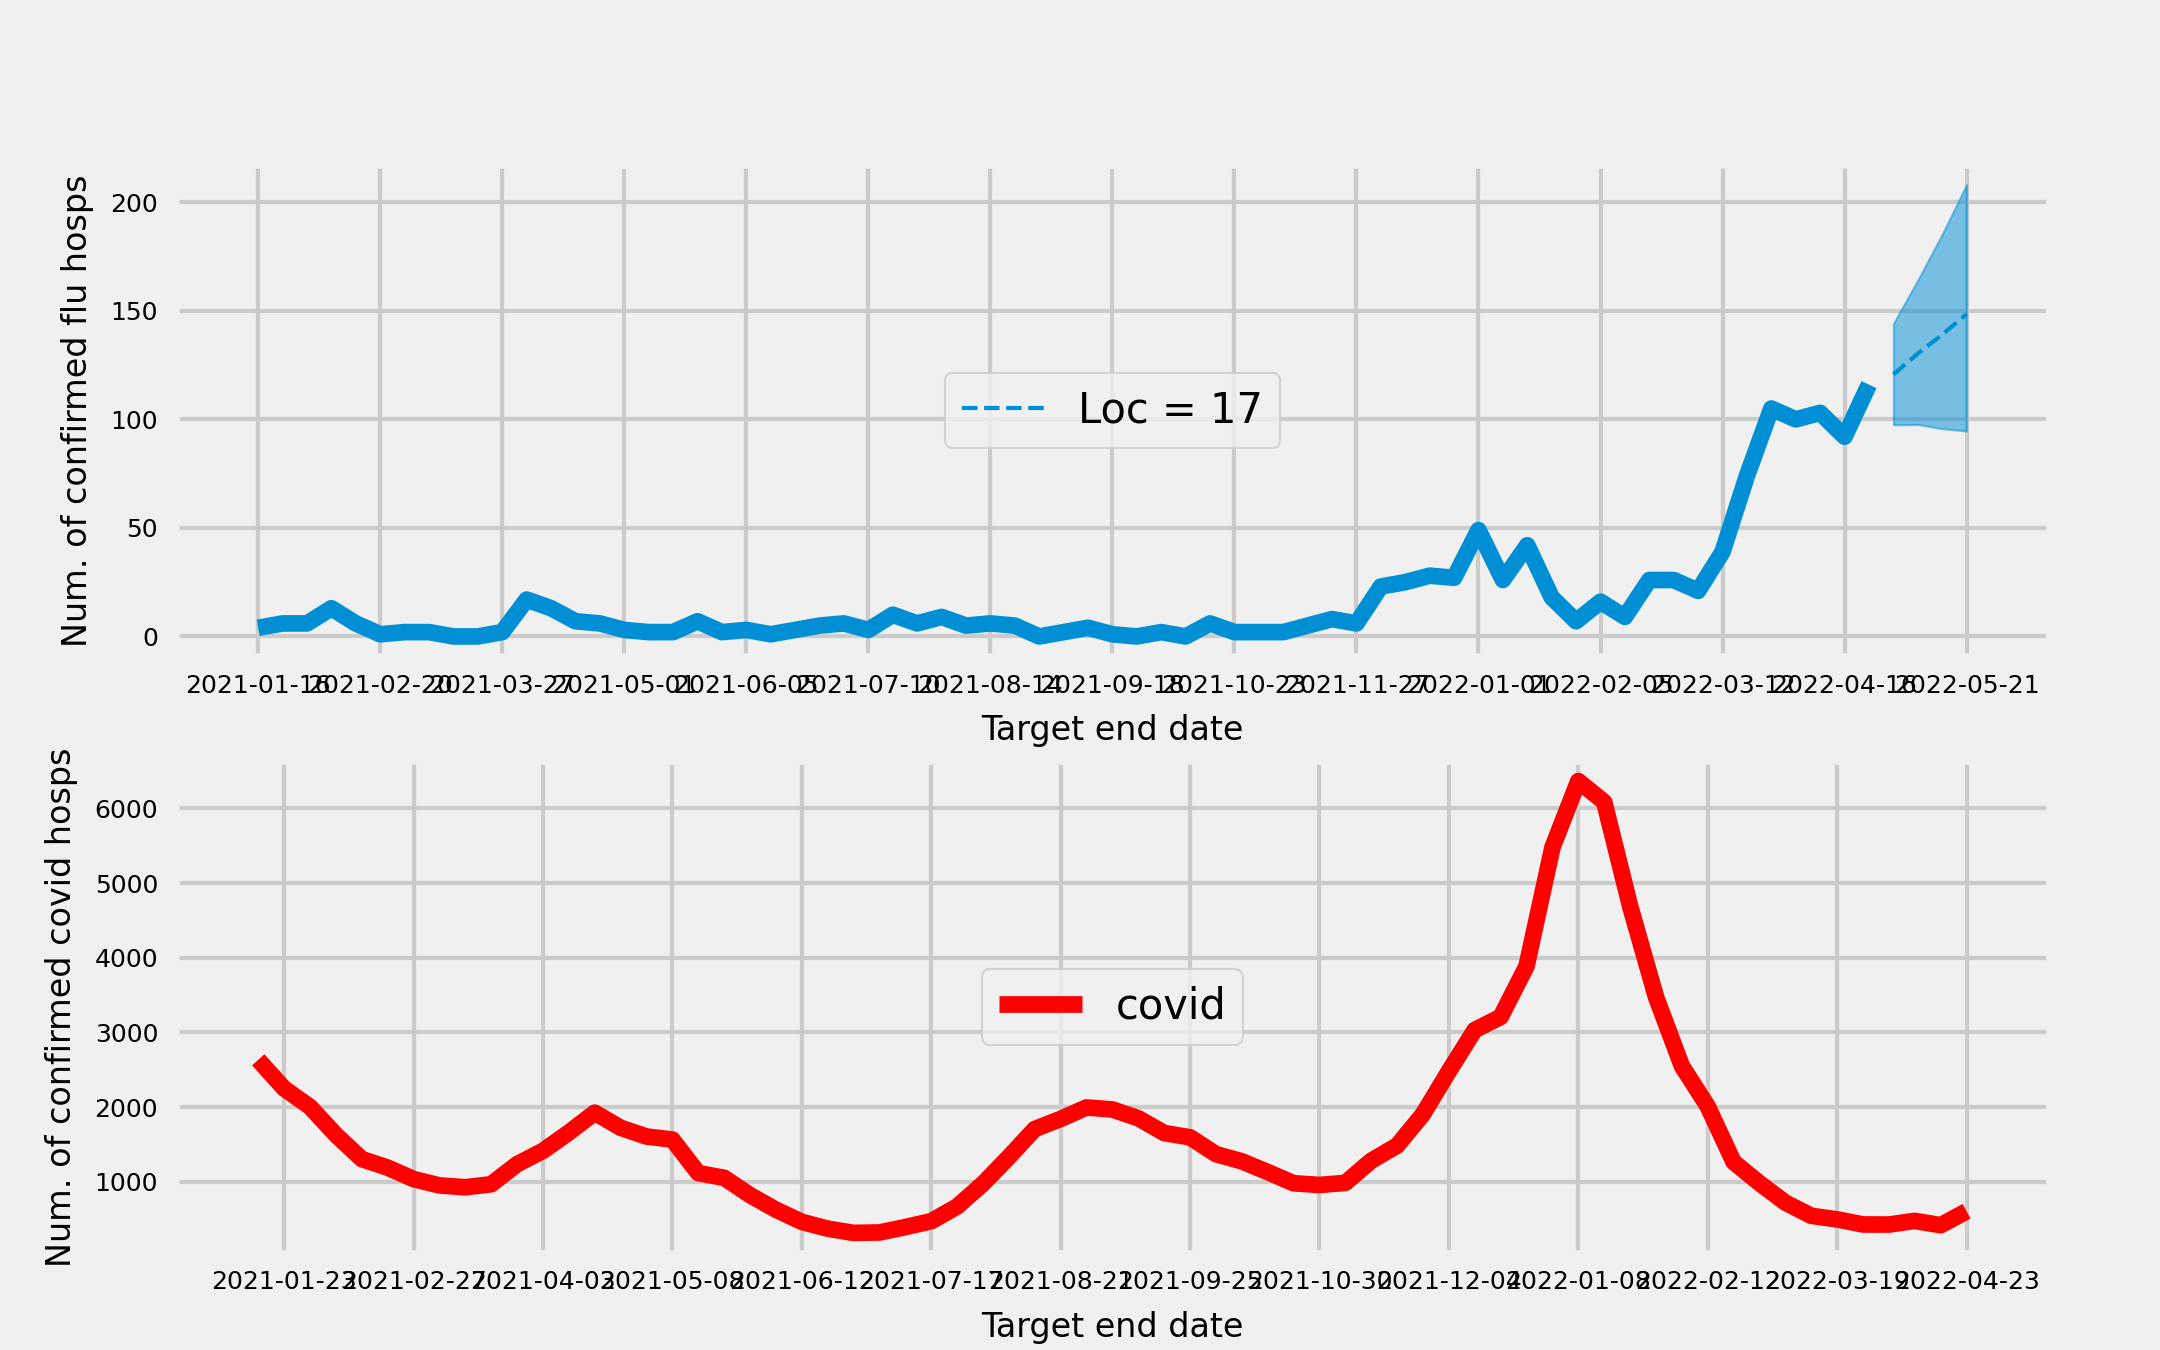 Num. of confirmed flu hosps
200
150
100
50
0
Loc = 17
2021-01-16 2021-02-20 2021-03-27 2021-05-01 2021-06-05 2021-07-10 2021-08-14 2021-09-18 2021-10-23 2021-11-27 2022-01-01 2022-02-05 2022-03-12 2022-04-16 2022-05-21
Target end date
Num. of confirmed covid hosps
6000
5000
4000
3000
2000
1000
covid
2021-01-23 2021-02-27 2021-04-03 2021-05-08 2021-06-12 2021-07-17 2021-08-21 2021-09-25 2021-10-30 2021-12-04 2022-01-08 2022-02-12 2022-03-19 2022-04-23
Target end date